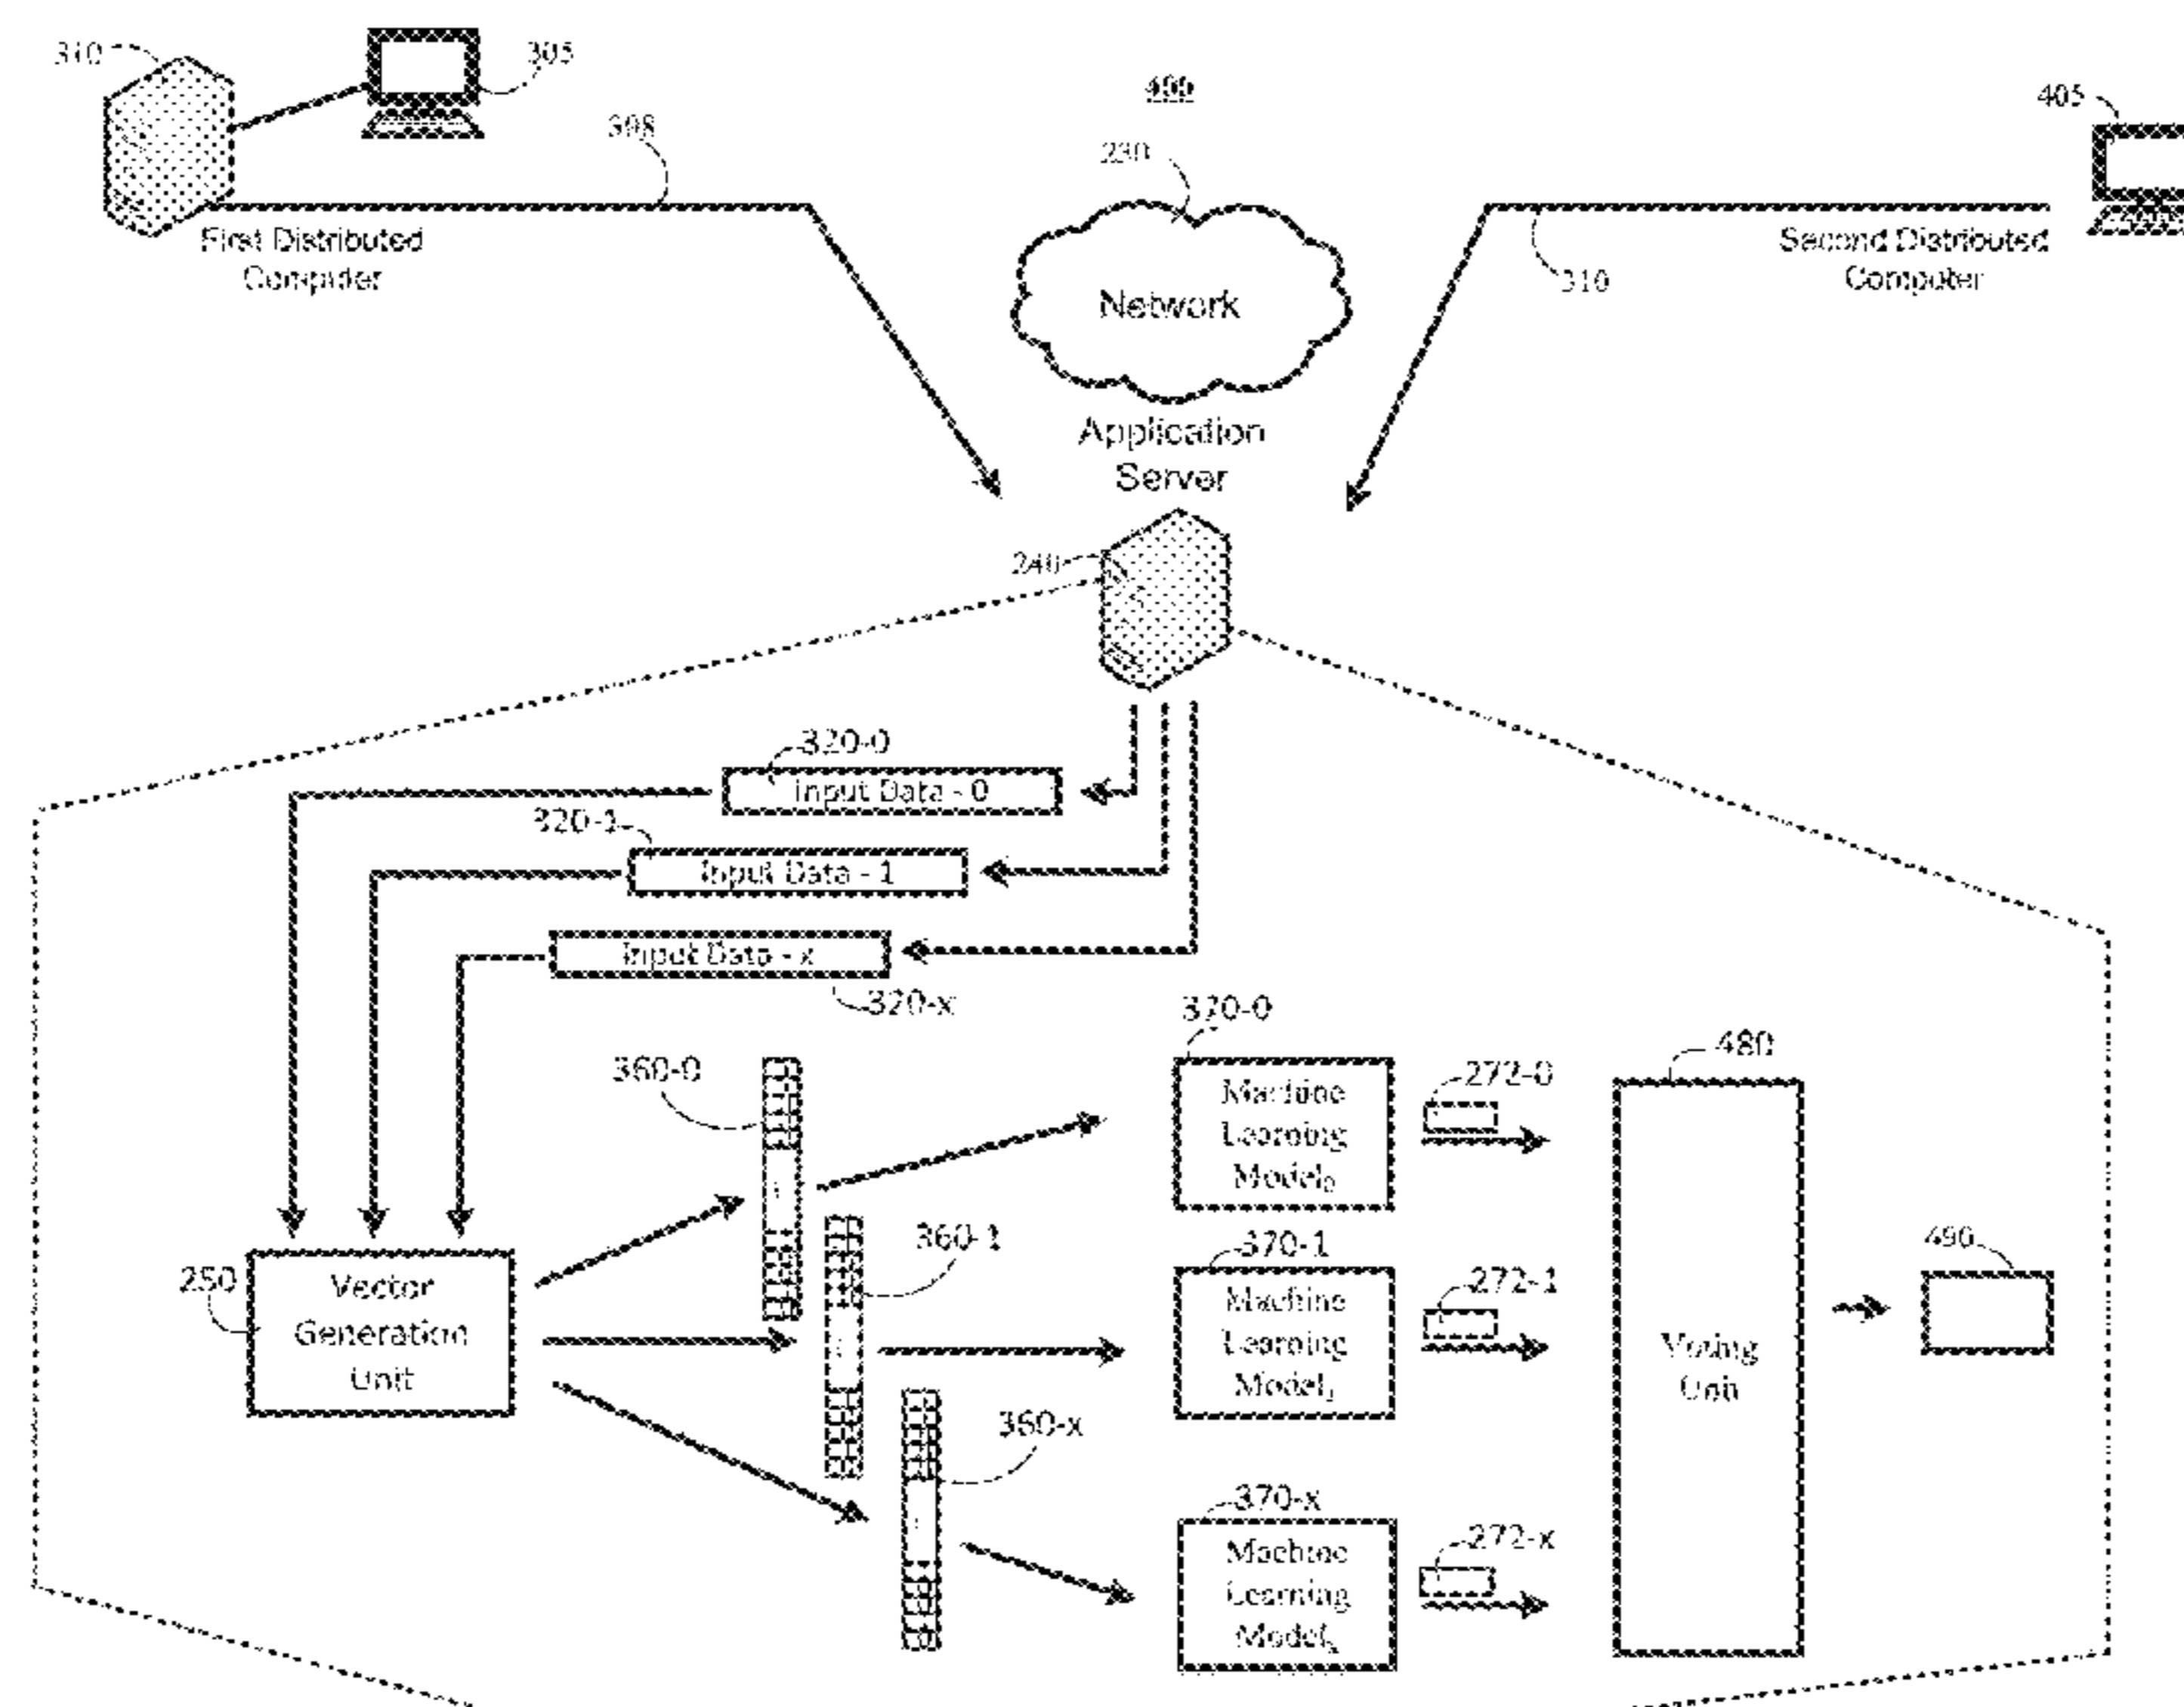 310
305
400
405
308
230
First Distributed
Computer
Network
310
Second Distributed
Computer
Application
Server
240
320-0
Input Data - 0
320-1
Input Data - 1
Input Data - x
320-x
370-0
480
360-0
Machine
Learning
Model0
272-0
360-1
370-1
490
250
Vector
Generation
Unit
Machine
Learning
Model1
272-1
Voting
Unit
360-x
370-x
Machine
Learning
Modelx
272-x